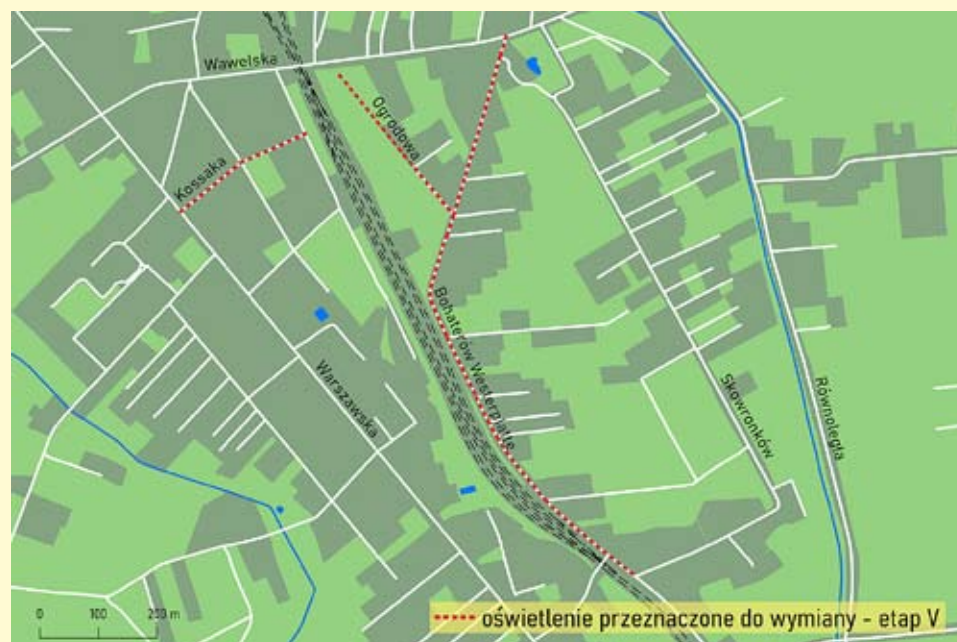 Wawelska
Ogrodowa
Kossaka
Bohaterów Westerplatte
Warszawska
Skowronków
Równoległa
0 100 200 m
oświetlenie przeznaczone do wymiany - etap V